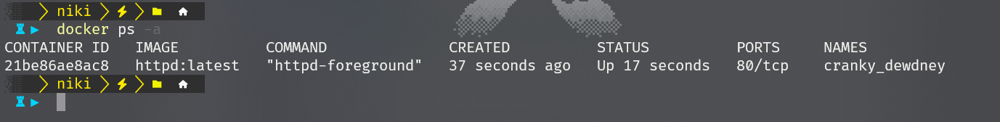 niki
docker ps -a
CONTAINER ID IMAGE COMMAND CREATED STATUS PORTS NAMES
21be86ae8ac8 httpd:latest "httpd-foreground" 37 seconds ago Up 17 seconds 80/tcp cranky_dewdney
niki